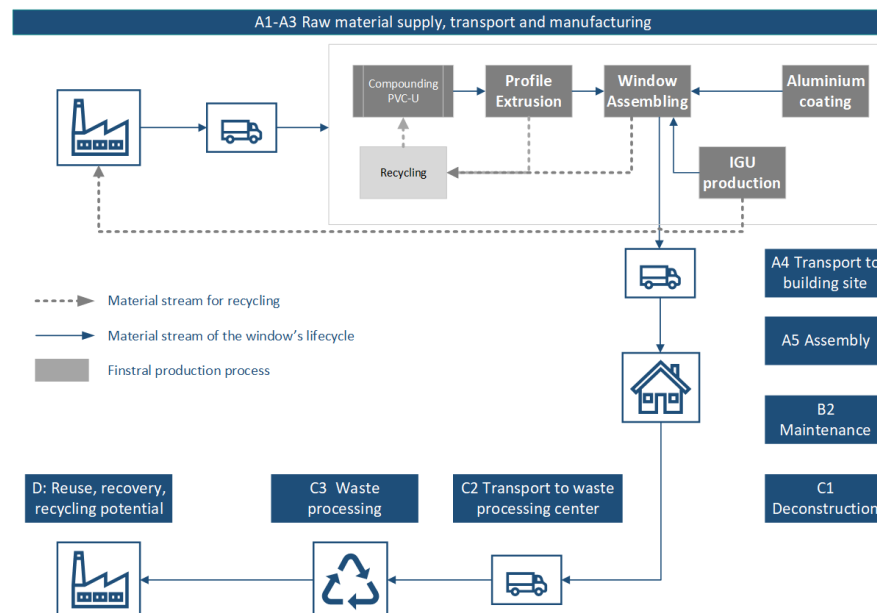 A1-A3 Raw material supply, transport and manufacturing
Compounding
PVC-U
Profile
Extrusion
Window
Assembling
Aluminium
coating
Recycling
IGU
production
A4 Transport to
building site
Material stream for recycling
Material stream of the window's lifecycle
Finstral production process
A5 Assembly
B2
Maintenance
D: Reuse, recovery,
recycling potential
C3 Waste
processing
C2 Transport to waste
processing center
C1
Deconstruction